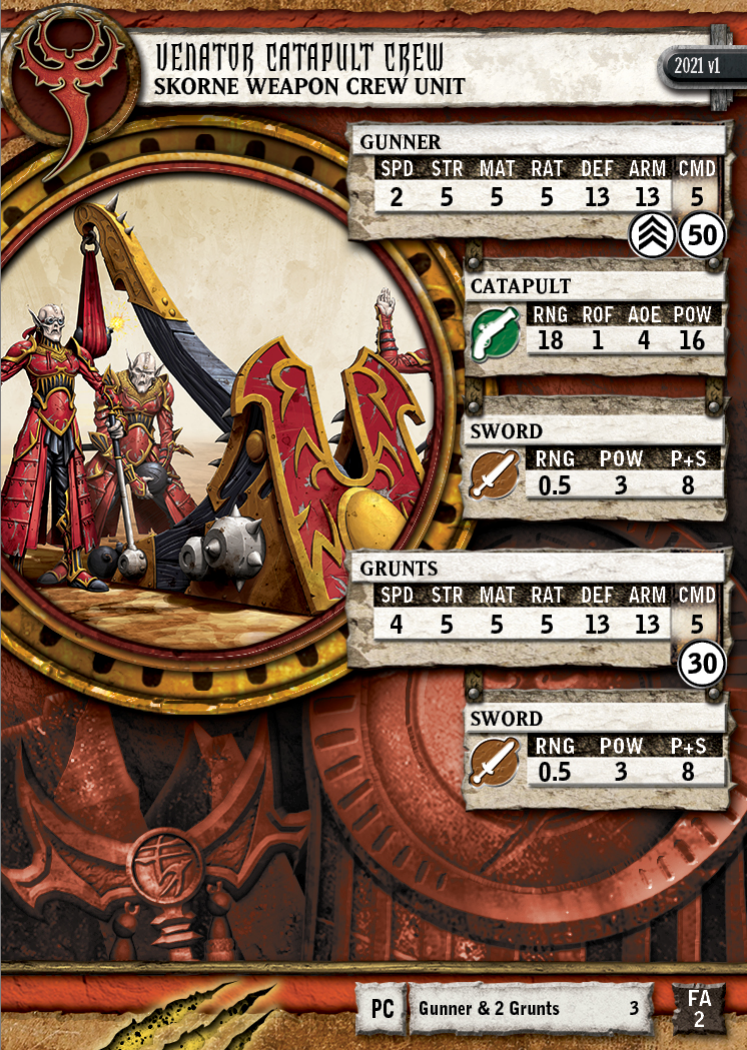 VENATOR CATAPULT CREW
SKORNE WEAPON CREW UNIT
2021 v1
GUNNER
SPD STR MAT RAT DEF ARM CMD
2 5 5 5 13 13 5
50
CATAPULT
RNG ROF AOE POW
18 1 4 16
SWORD
RNG POW P+S
0.5 3 8
GRUNTS
SPD STR MAT RAT DEF ARM CMD
4 5 5 5 13 13 5
30
SWORD
RNG POW P+S
0.5 3 8
PC Gunner & 2 Grunts 3
FA
2